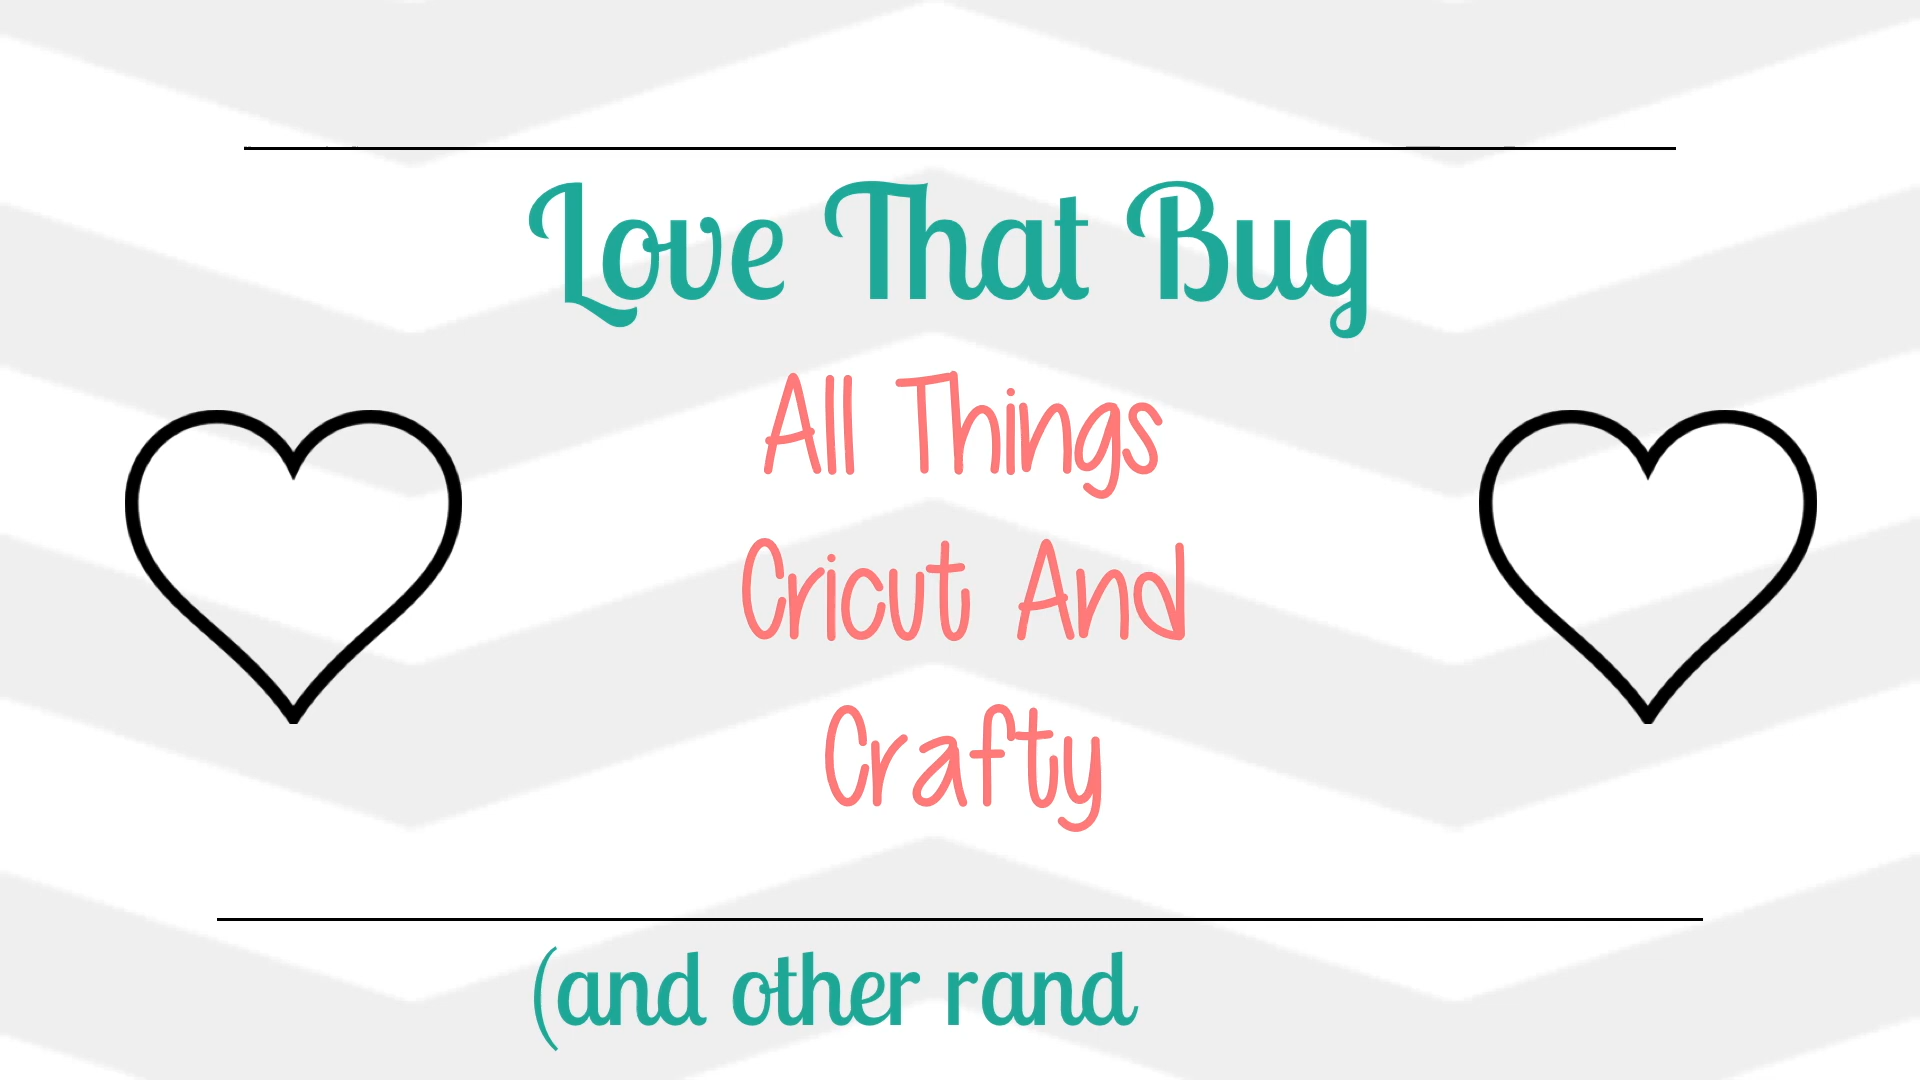 Love That Bug
All Things
Cricut And
Crafty
(and other rand